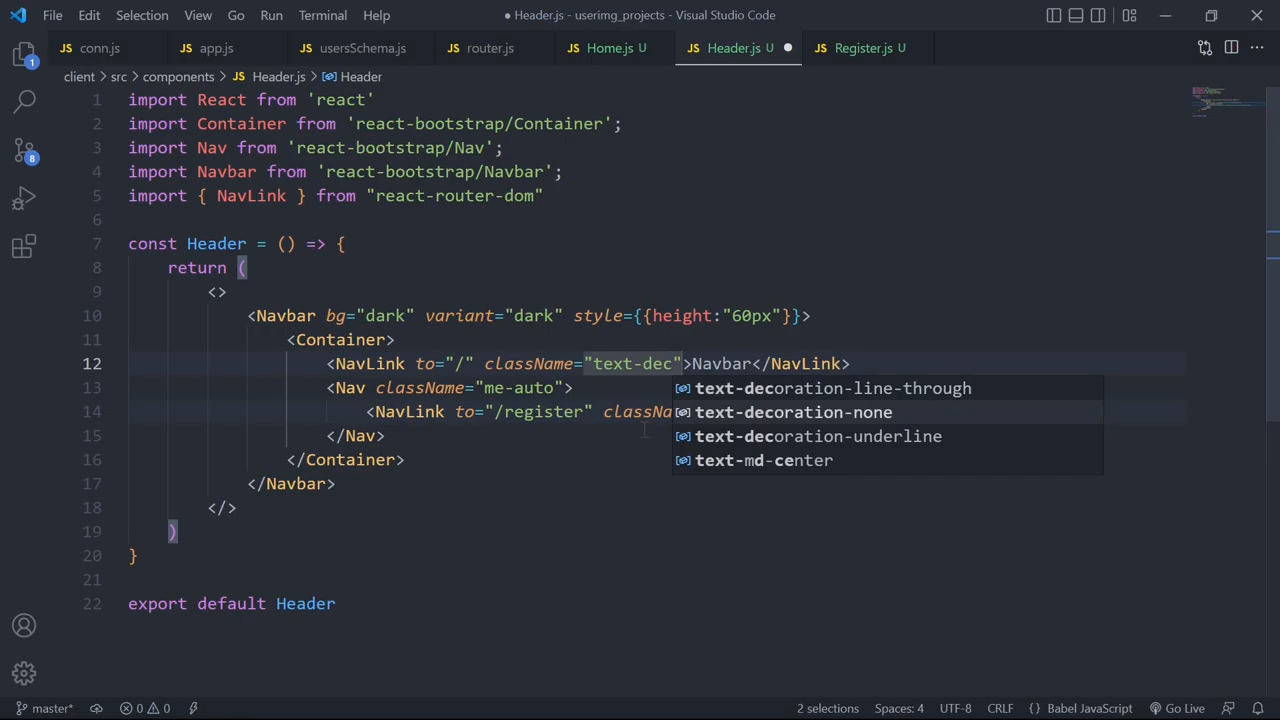 File Edit Selection View Go Run Terminal Help ● Header.js - userimg_projects - Visual Studio Code
JS conn.js JS app.js JS usersSchema.js JS router.js JS Home.js U JS Header.js U ● JS Register.js U
client > src > components > JS Header.js > Header
1 import React from 'react'
2 import Container from 'react-bootstrap/Container';
3 import Nav from 'react-bootstrap/Nav';
4 import Navbar from 'react-bootstrap/Navbar';
5 import { NavLink } from "react-router-dom"
6
7 const Header = () => {
8 return (
9 <>
10 <Navbar bg="dark" variant="dark" style={{height:"60px"}}>
11 <Container>
12 <NavLink to="/" className="text-dec">Navbar</NavLink>
13 <Nav className="me-auto">
text-decoration-line-through
14 <NavLink to="/register" classNa
text-decoration-none
15 </Nav>
text-decoration-underline
16 </Container>
text-md-center
17 </Navbar>
18 </>
19 )
20 }
21
22 export default Header
1
8
master* 0 0 2 selections Spaces: 4 UTF-8 CRLF {} Babel JavaScript Go Live